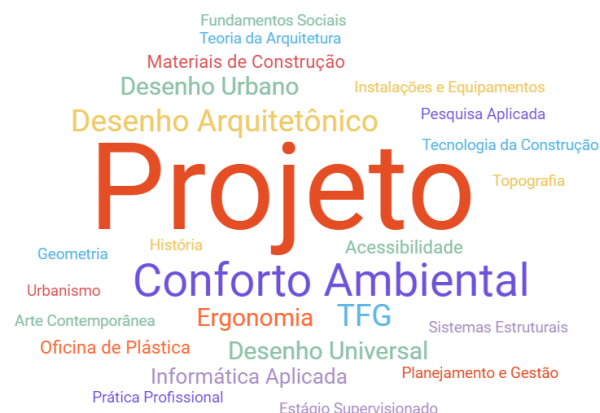 Fundamentos Sociais
Teoria da Arquitetura
Materiais de Construção
Desenho Urbano
Instalações e Equipamentos
Desenho Arquitetônico
Pesquisa Aplicada
Tecnologia da Construção
Projeto
Topografia
História
Acessibilidade
Geometria
Conforto Ambiental
Urbanismo
Ergonomia
TFG
Arte Contemporânea
Sistemas Estruturais
Oficina de Plástica
Desenho Universal
Informática Aplicada
Planejamento e Gestão
Prática Profissional
Estágio Supervisionado